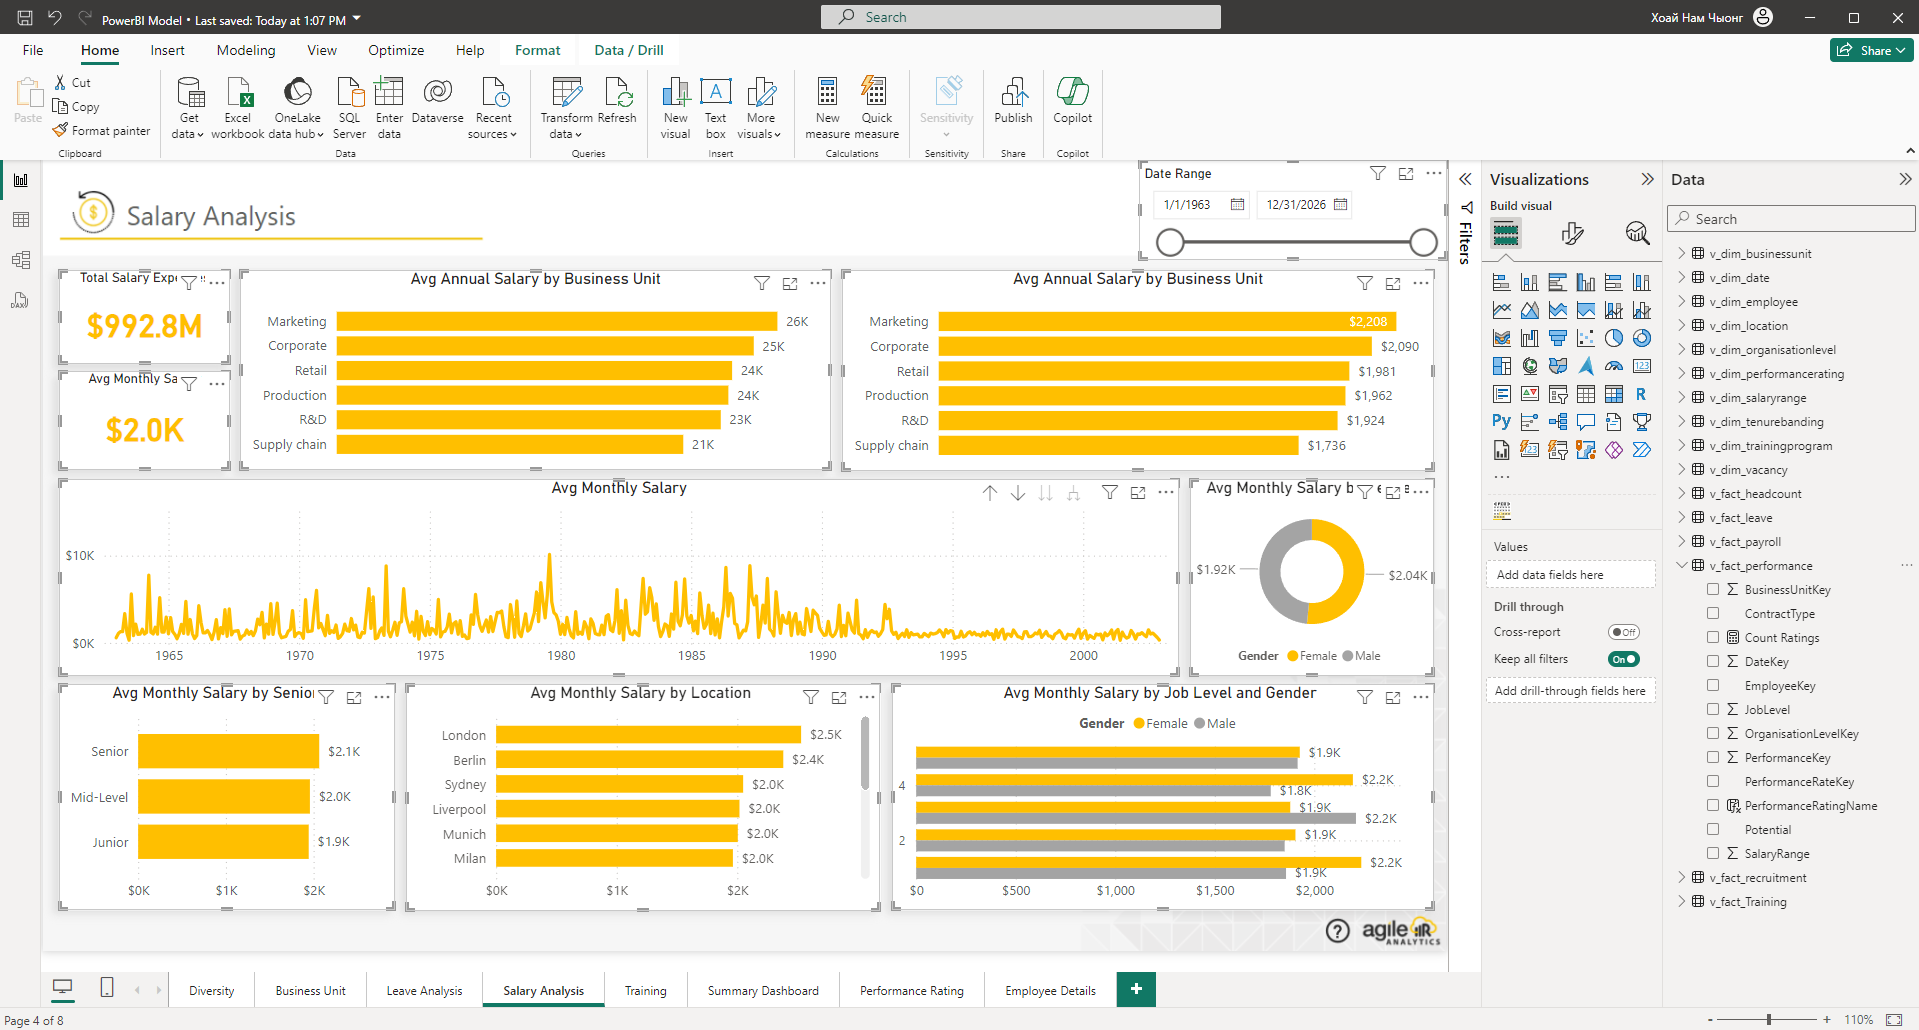 PowerBI Model • Last saved: Today at 1:07 PM
Search
Хоай Нам Чыонг
File Home Insert Modeling View Optimize Help Format Data / Drill
Share
Paste
Cut
Copy
Format painter
Clipboard
Get data
Excel workbook
OneLake data hub
SQL Server
Enter data
Dataverse
Recent sources
Data
Transform data
Refresh
Queries
New visual
Text box
More visuals
Insert
New measure
Quick measure
Calculations
Sensitivity
Sensitivity
Publish
Share
Copilot
Copilot
Salary Analysis
Date Range
1/1/1963 12/31/2026
Total Salary Expe
$992.8M
Avg Monthly Sa
$2.0K
Avg Annual Salary by Business Unit
Marketing 26K
Corporate 25K
Retail 24K
Production 24K
R&D 23K
Supply chain 21K
Avg Annual Salary by Business Unit
Marketing $2,208
Corporate $2,090
Retail $1,981
Production $1,962
R&D $1,924
Supply chain $1,736
Avg Monthly Salary
$10K
$0K
1965 1970 1975 1980 1985 1990 1995 2000
Avg Monthly Salary b
$1.92K
$2.04K
Gender Female Male
Avg Monthly Salary by Senior
Senior $2.1K
Mid-Level $2.0K
Junior $1.9K
$0K $1K $2K
Avg Monthly Salary by Location
London $2.5K
Berlin $2.4K
Sydney $2.0K
Liverpool $2.0K
Munich $2.0K
Milan $2.0K
$0K $1K $2K
Avg Monthly Salary by Job Level and Gender
Gender Female Male
$1.9K
$2.2K
4
$1.8K
$1.9K
$2.2K
$1.9K
2
$2.2K
$1.9K
$0 $500 $1,000 $1,500 $2,000
agile HR
ANALYTICS
Filters
Visualizations
Build visual
Values
Add data fields here
Drill through
Cross-report Off
Keep all filters On
Add drill-through fields here
Data
Search
v_dim_businessunit
v_dim_date
v_dim_employee
v_dim_location
v_dim_organisationlevel
v_dim_performancerating
v_dim_salaryrange
v_dim_tenurebanding
v_dim_trainingprogram
v_dim_vacancy
v_fact_headcount
v_fact_leave
v_fact_payroll
v_fact_performance
BusinessUnitKey
ContractType
Count Ratings
DateKey
EmployeeKey
JobLevel
OrganisationLevelKey
PerformanceKey
PerformanceRateKey
PerformanceRatingName
Potential
SalaryRange
v_fact_recruitment
v_fact_Training
Diversity Business Unit Leave Analysis Salary Analysis Training Summary Dashboard Performance Rating Employee Details +
Page 4 of 8
- + 110%